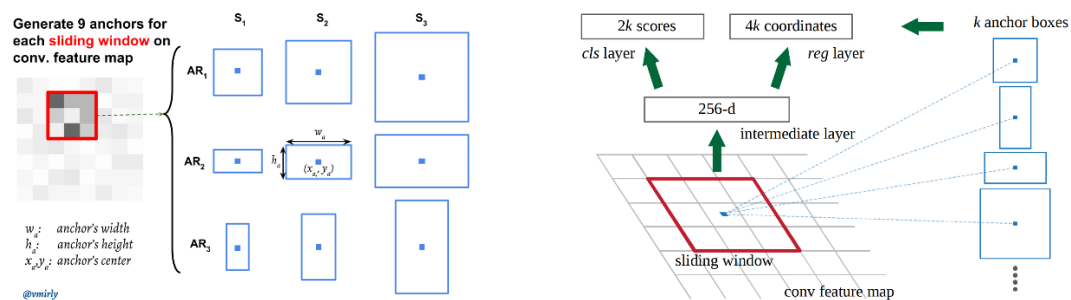 Generate 9 anchors for
each sliding window on
conv. feature map
S1
S2
S3
AR1
AR2
AR3
wa
ha
(xa, ya)
wa: anchor's width
ha: anchor's height
xa,ya: anchor's center
@vmirly
2k scores
4k coordinates
k anchor boxes
cls layer
reg layer
256-d
intermediate layer
sliding window
conv feature map